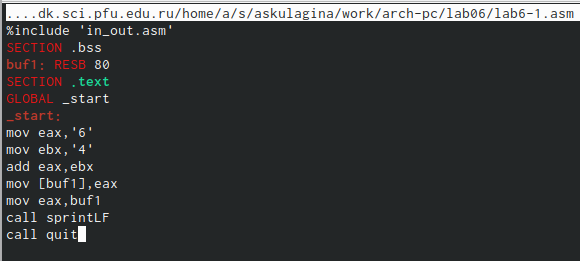 ....dk.sci.pfu.edu.ru/home/a/s/askulagina/work/arch-pc/lab06/lab6-1.asm
%include 'in_out.asm'
SECTION .bss
buf1: RESB 80
SECTION .text
GLOBAL _start
_start:
mov eax,'6'
mov ebx,'4'
add eax,ebx
mov [buf1],eax
mov eax,buf1
call sprintLF
call quit